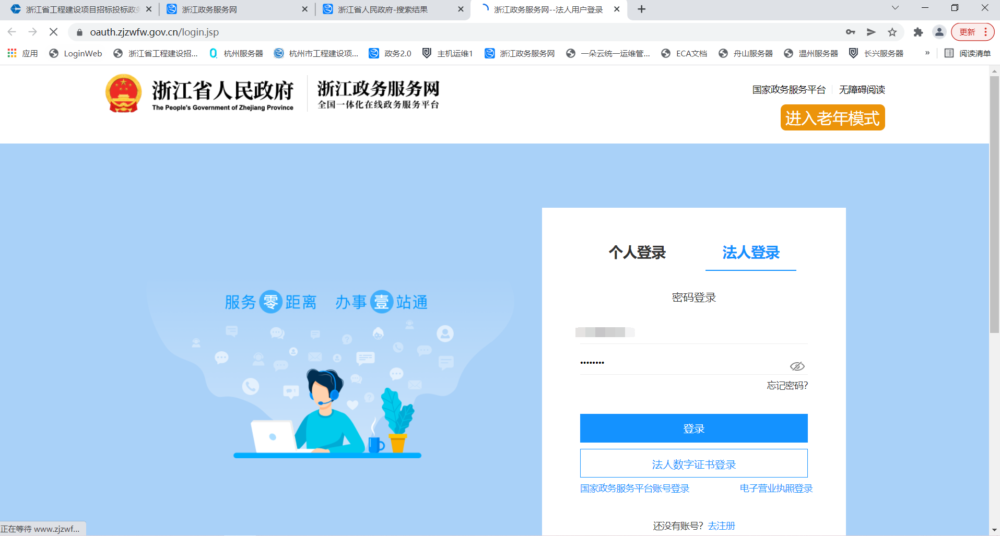 浙江省工程建设项目招标投标政务
浙江政务服务网
浙江省人民政府-搜索结果
浙江政务服务网--法人用户登录
oauth.zjzwfw.gov.cn/login.jsp
更新
应用
LoginWeb
浙江省工程建设招...
杭州服务器
杭州市工程建设项...
政务2.0
主机运维1
浙江政务服务网
一朵云统一运维管...
ECA文档
舟山服务器
温州服务器
长兴服务器
»
阅读清单
浙江省人民政府
The People's Government of Zhejiang Province
浙江政务服务网
全国一体化在线政务服务平台
国家政务服务平台
无障碍阅读
进入老年模式
服务零距离 办事壹站通
个人登录
法人登录
密码登录
••••••••
忘记密码?
登录
法人数字证书登录
国家政务服务平台账号登录
电子营业执照登录
还没有账号? 去注册
正在等待 www.zjzwf...